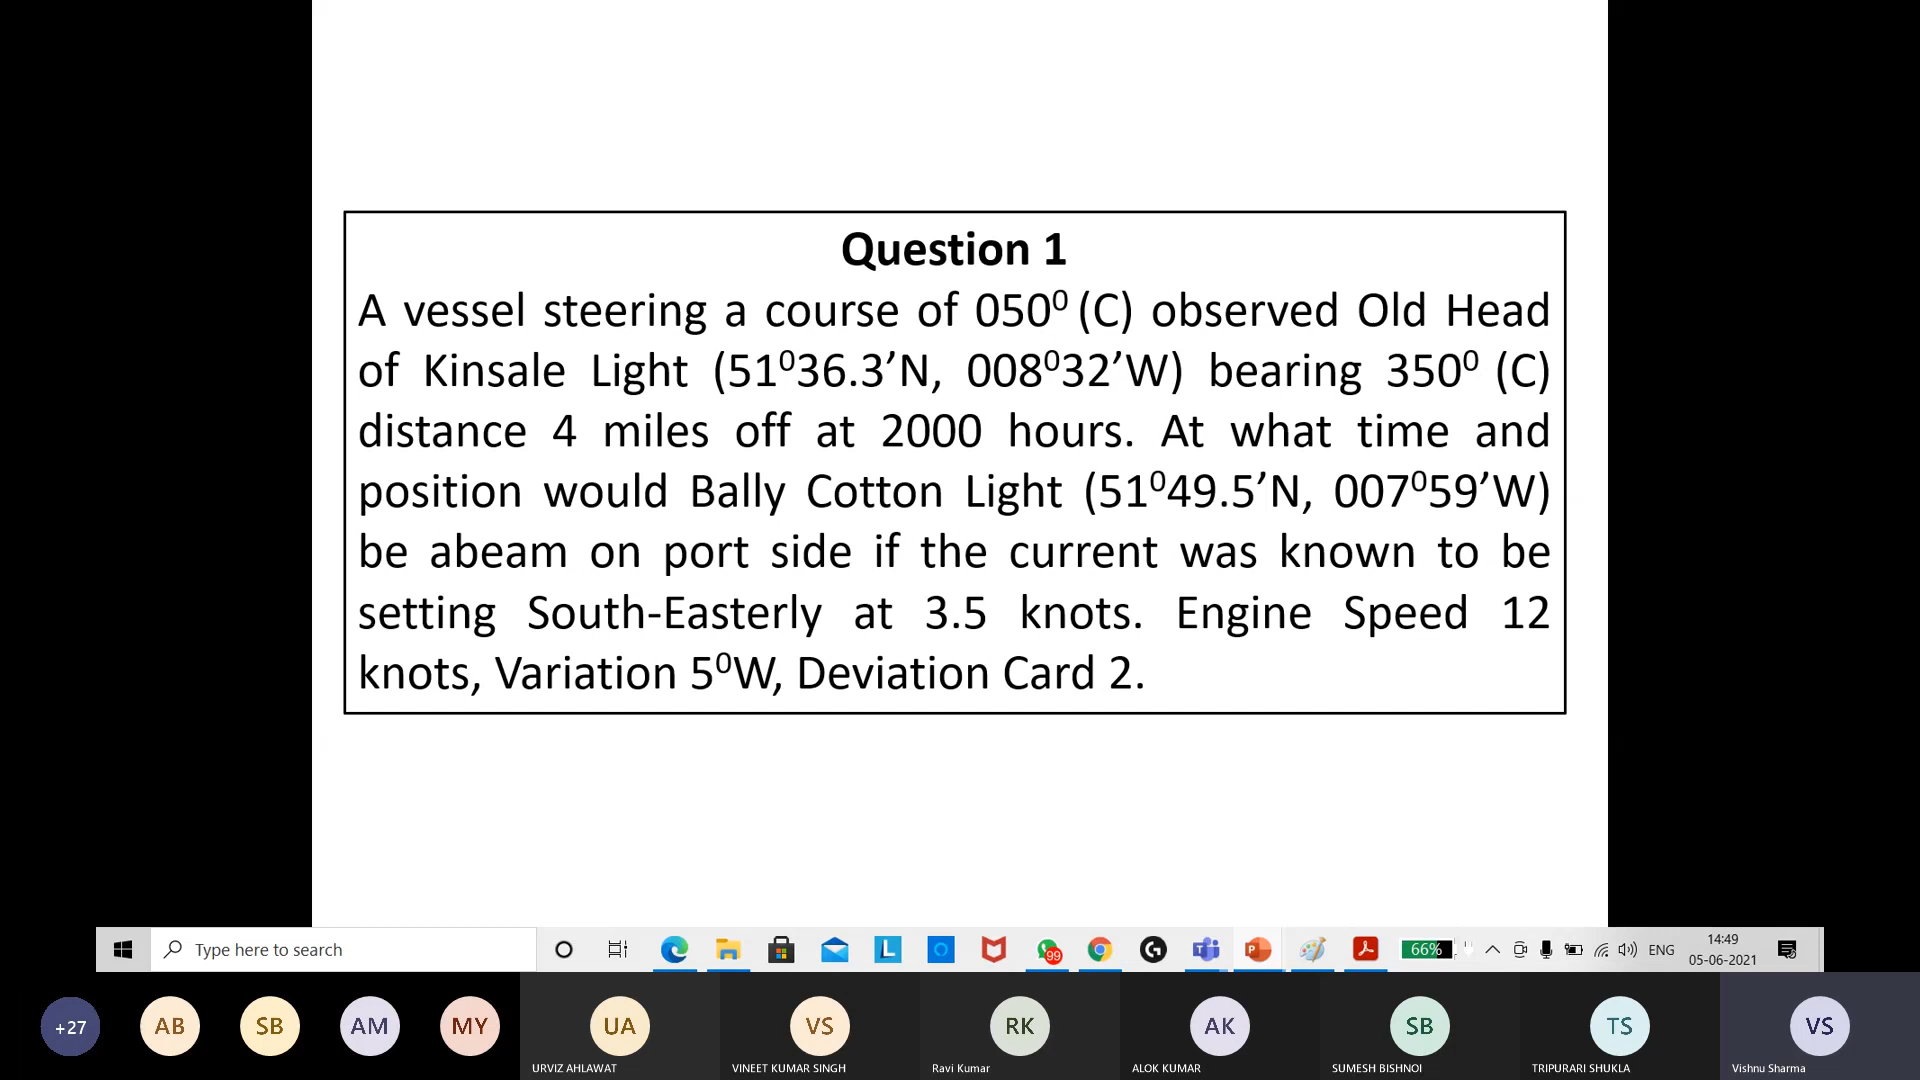 Question 1
A vessel steering a course of 050⁰ (C) observed Old Head
of Kinsale Light (51⁰36.3’N, 008⁰32’W) bearing 350⁰ (C)
distance 4 miles off at 2000 hours. At what time and
position would Bally Cotton Light (51⁰49.5’N, 007⁰59’W)
be abeam on port side if the current was known to be
setting South-Easterly at 3.5 knots. Engine Speed 12
knots, Variation 5⁰W, Deviation Card 2.
Type here to search
99
66%
ENG
14:49
05-06-2021
+27
AB
SB
AM
MY
UA
VS
RK
AK
SB
TS
VS
URVIZ AHLAWAT
VINEET KUMAR SINGH
Ravi Kumar
ALOK KUMAR
SUMESH BISHNOI
TRIPURARI SHUKLA
Vishnu Sharma